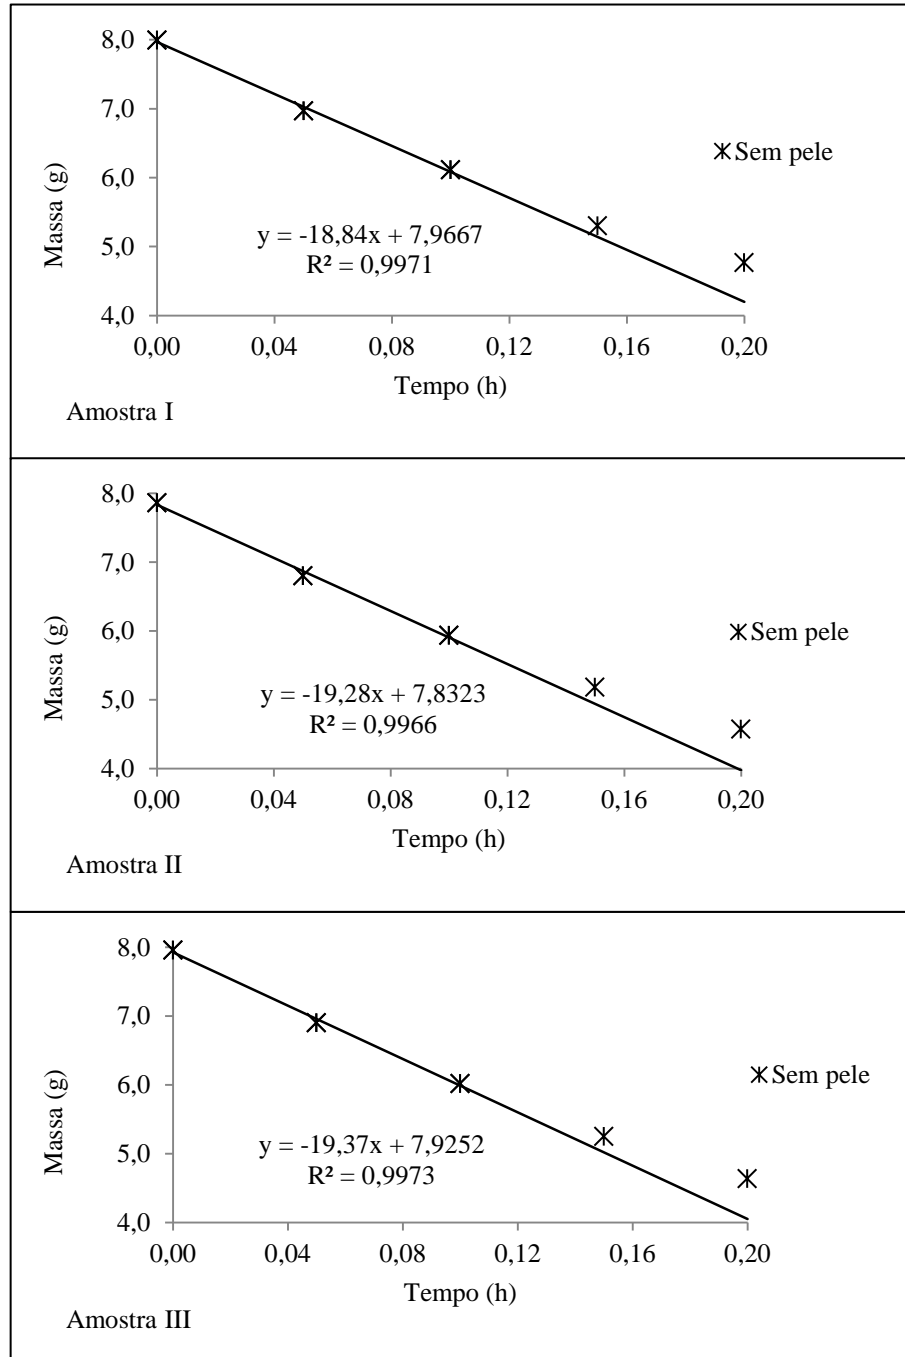 8,0
7,0
6,0
5,0
4,0
Massa (g)
Sem pele
y = -18,84x + 7,9667
R² = 0,9971
0,00 0,04 0,08 0,12 0,16 0,20
Tempo (h)
Amostra I
8,0
7,0
6,0
5,0
4,0
Massa (g)
Sem pele
y = -19,28x + 7,8323
R² = 0,9966
0,00 0,04 0,08 0,12 0,16 0,20
Tempo (h)
Amostra II
8,0
7,0
6,0
5,0
4,0
Massa (g)
Sem pele
y = -19,37x + 7,9252
R² = 0,9973
0,00 0,04 0,08 0,12 0,16 0,20
Tempo (h)
Amostra III